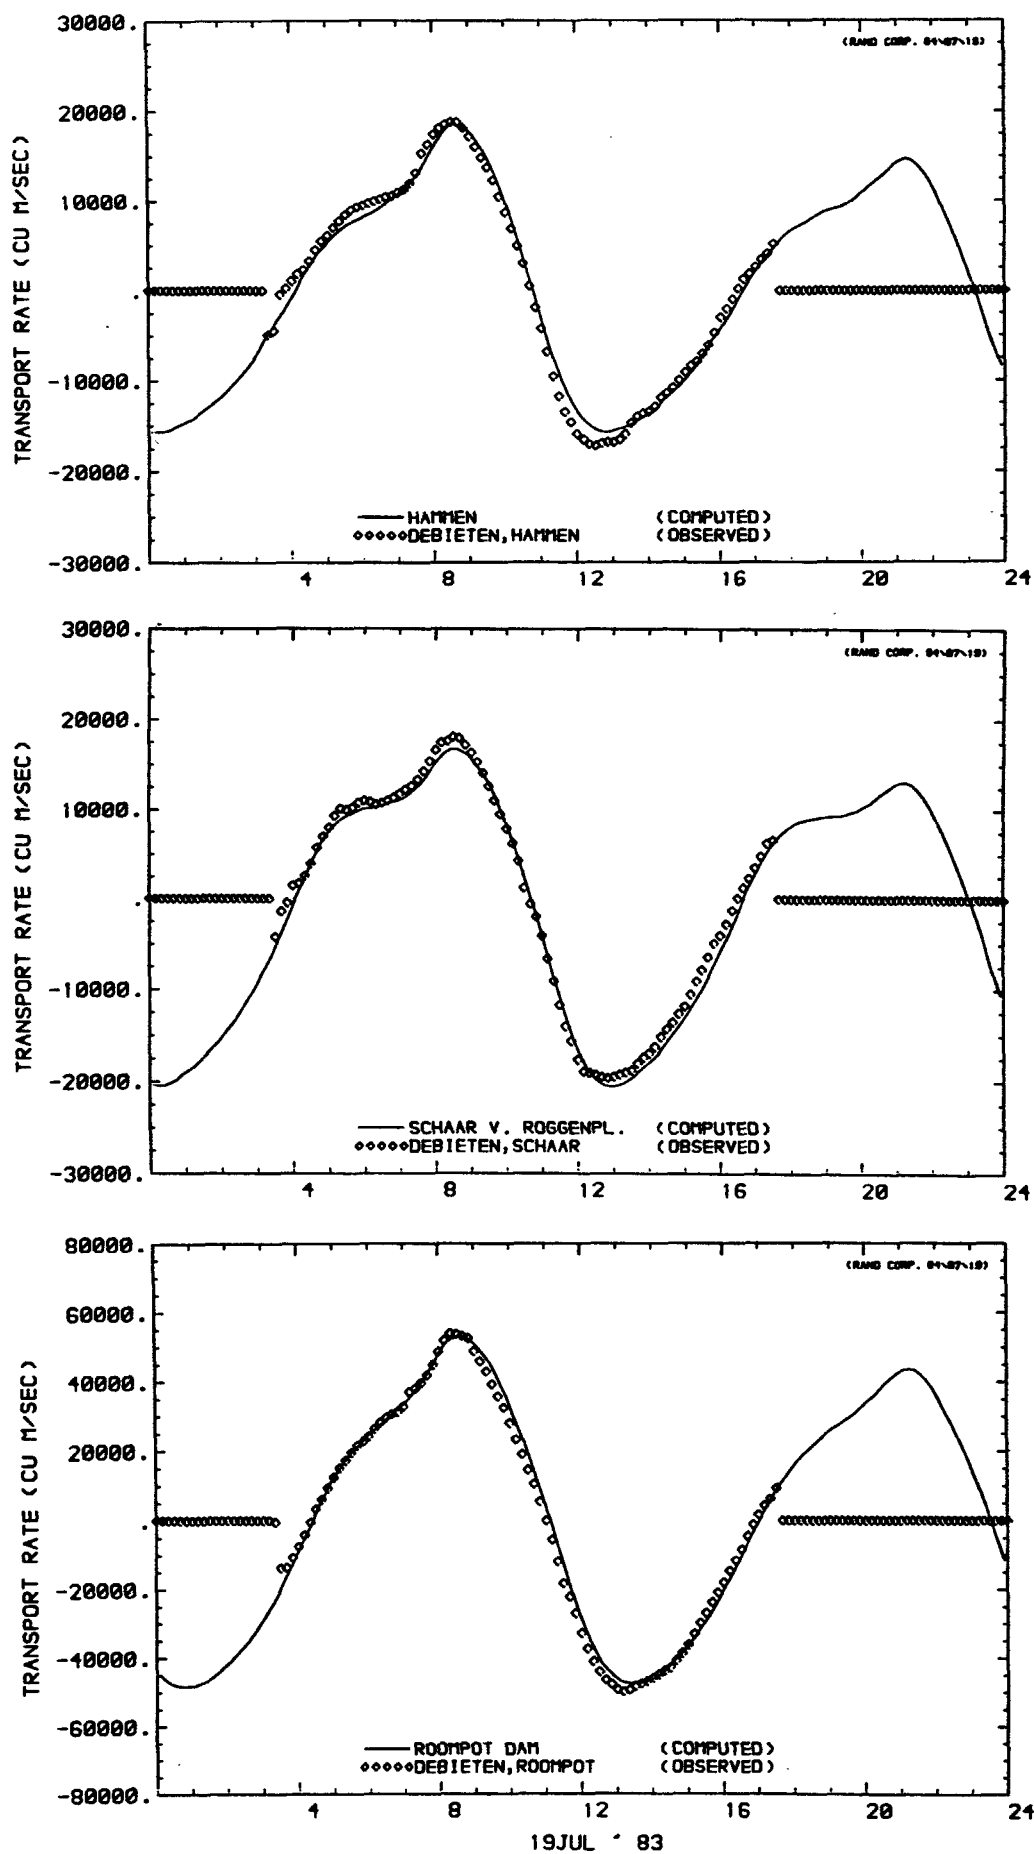 30000.
(RAND CORP. 84\07\19)
20000.
10000.
.
-10000.
-20000.
-30000.
TRANSPORT RATE (CU M/SEC)
HAMMEN (COMPUTED)
DEBIETEN,HAMMEN (OBSERVED)
4 8 12 16 20 24
30000.
(RAND CORP. 84\07\19)
20000.
10000.
.
-10000.
-20000.
-30000.
TRANSPORT RATE (CU M/SEC)
SCHAAR V. ROGGENPL. (COMPUTED)
DEBIETEN,SCHAAR (OBSERVED)
4 8 12 16 20 24
80000.
(RAND CORP. 84\07\19)
60000.
40000.
20000.
.
-20000.
-40000.
-60000.
-80000.
TRANSPORT RATE (CU M/SEC)
ROOMPOT DAM (COMPUTED)
DEBIETEN,ROOMPOT (OBSERVED)
4 8 12 16 20 24
19JUL ' 83